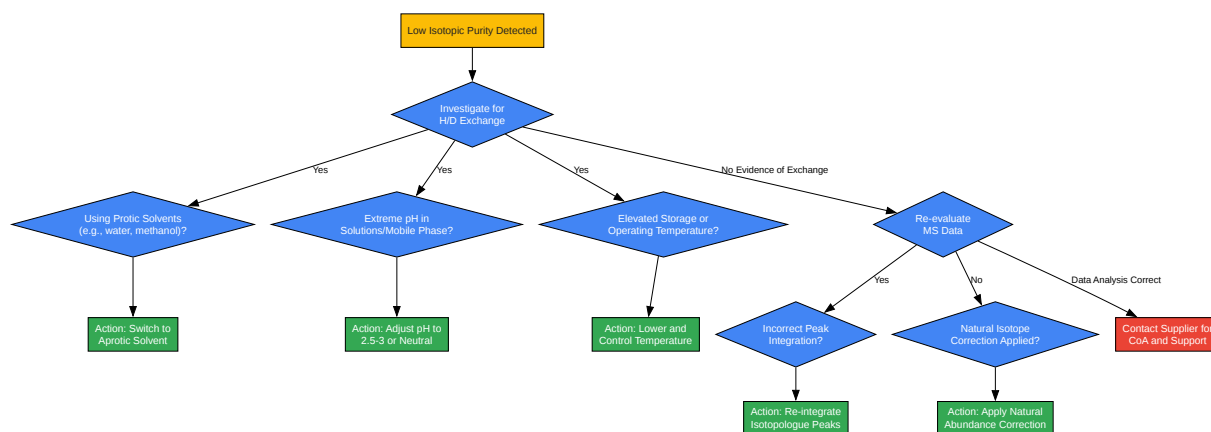 Low Isotopic Purity Detected
Investigate for
H/D Exchange
Yes
Yes
Yes
No Evidence of Exchange
Using Protic Solvents
(e.g., water, methanol)?
Extreme pH in
Solutions/Mobile Phase?
Elevated Storage or
Operating Temperature?
Re-evaluate
MS Data
Yes
No
Data Analysis Correct
Action: Switch to
Aprotic Solvent
Action: Adjust pH to
2.5-3 or Neutral
Action: Lower and
Control Temperature
Incorrect Peak
Integration?
Natural Isotope
Correction Applied?
Contact Supplier for
CoA and Support
Action: Re-integrate
Isotopologue Peaks
Action: Apply Natural
Abundance Correction